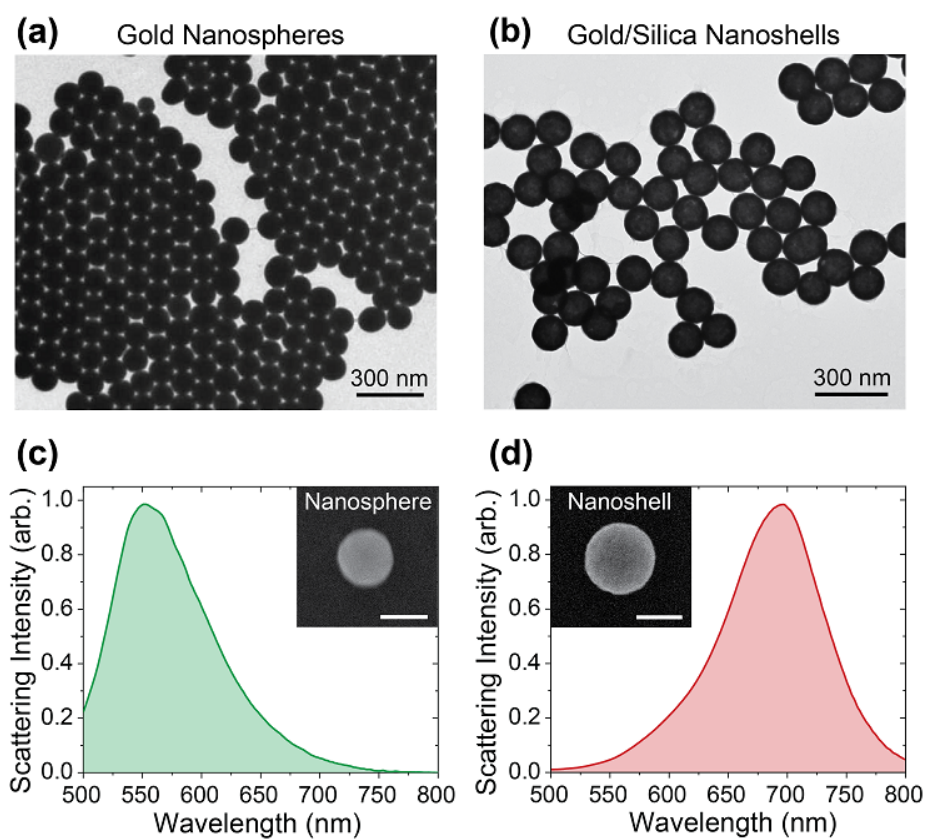 (a) Gold Nanospheres
(b) Gold/Silica Nanoshells
300 nm
300 nm
(c)
(d)
Scattering Intensity (arb.)
1.0
0.8
0.6
0.4
0.2
0.0
Nanosphere
500 550 600 650 700 750 800
Wavelength (nm)
Scattering Intensity (arb.)
1.0
0.8
0.6
0.4
0.2
0.0
Nanoshell
500 550 600 650 700 750 800
Wavelength (nm)